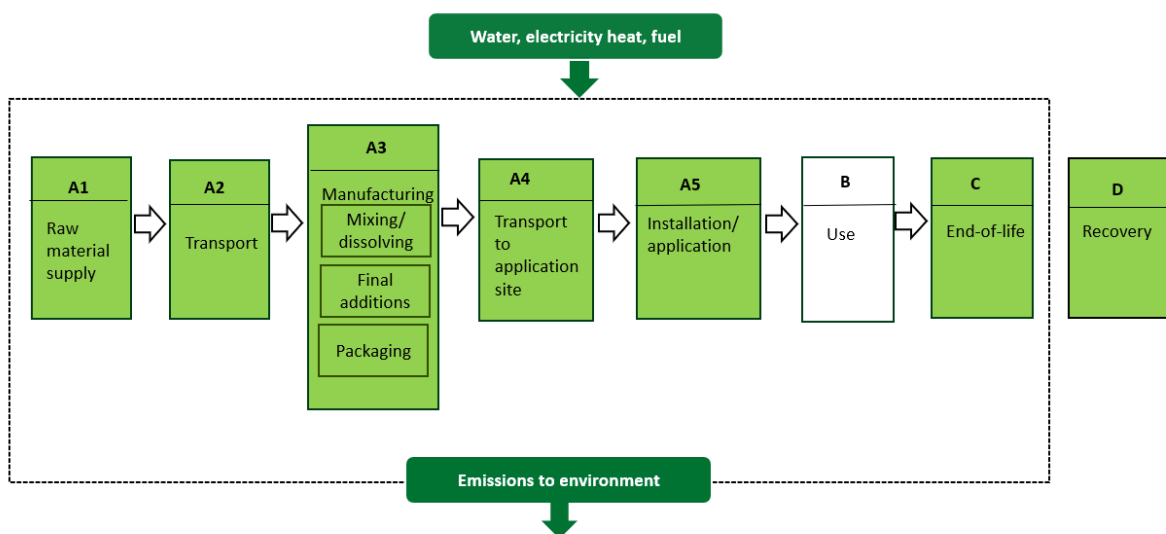 Water, electricity heat, fuel
A1
Raw
material
supply
A2
Transport
A3
Manufacturing
Mixing/
dissolving
Final
additions
Packaging
A4
Transport
to
application
site
A5
Installation/
application
B
Use
C
End-of-life
D
Recovery
Emissions to environment